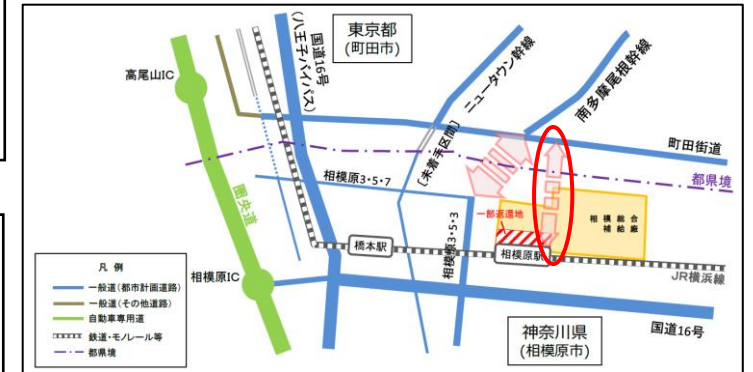 東京都
(町田市)
国道16号
(八王子バイパス)
高尾山IC
ニュータウン幹線
南多摩尾根幹線
[未着手区間]
町田街道
都県境
相模原3・5・7
圏央道
一部返還地
相模総合
補給廠
橋本駅
相模原3・5・3
相模原駅
JR横浜線
相模原IC
国道16号
神奈川県
(相模原市)
凡例
一般道(都市計画道路)
一般道(その他道路)
自動車専用道
鉄道・モノレール等
都県境